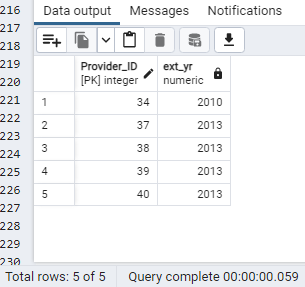 216
217
218
219
220
221
222
223
224
225
226
227
228
229
230
Data output Messages Notifications
Provider_ID ext_yr
[PK] integer numeric
1 34 2010
2 37 2013
3 38 2013
4 39 2013
5 40 2013
Total rows: 5 of 5 Query complete 00:00:00.059